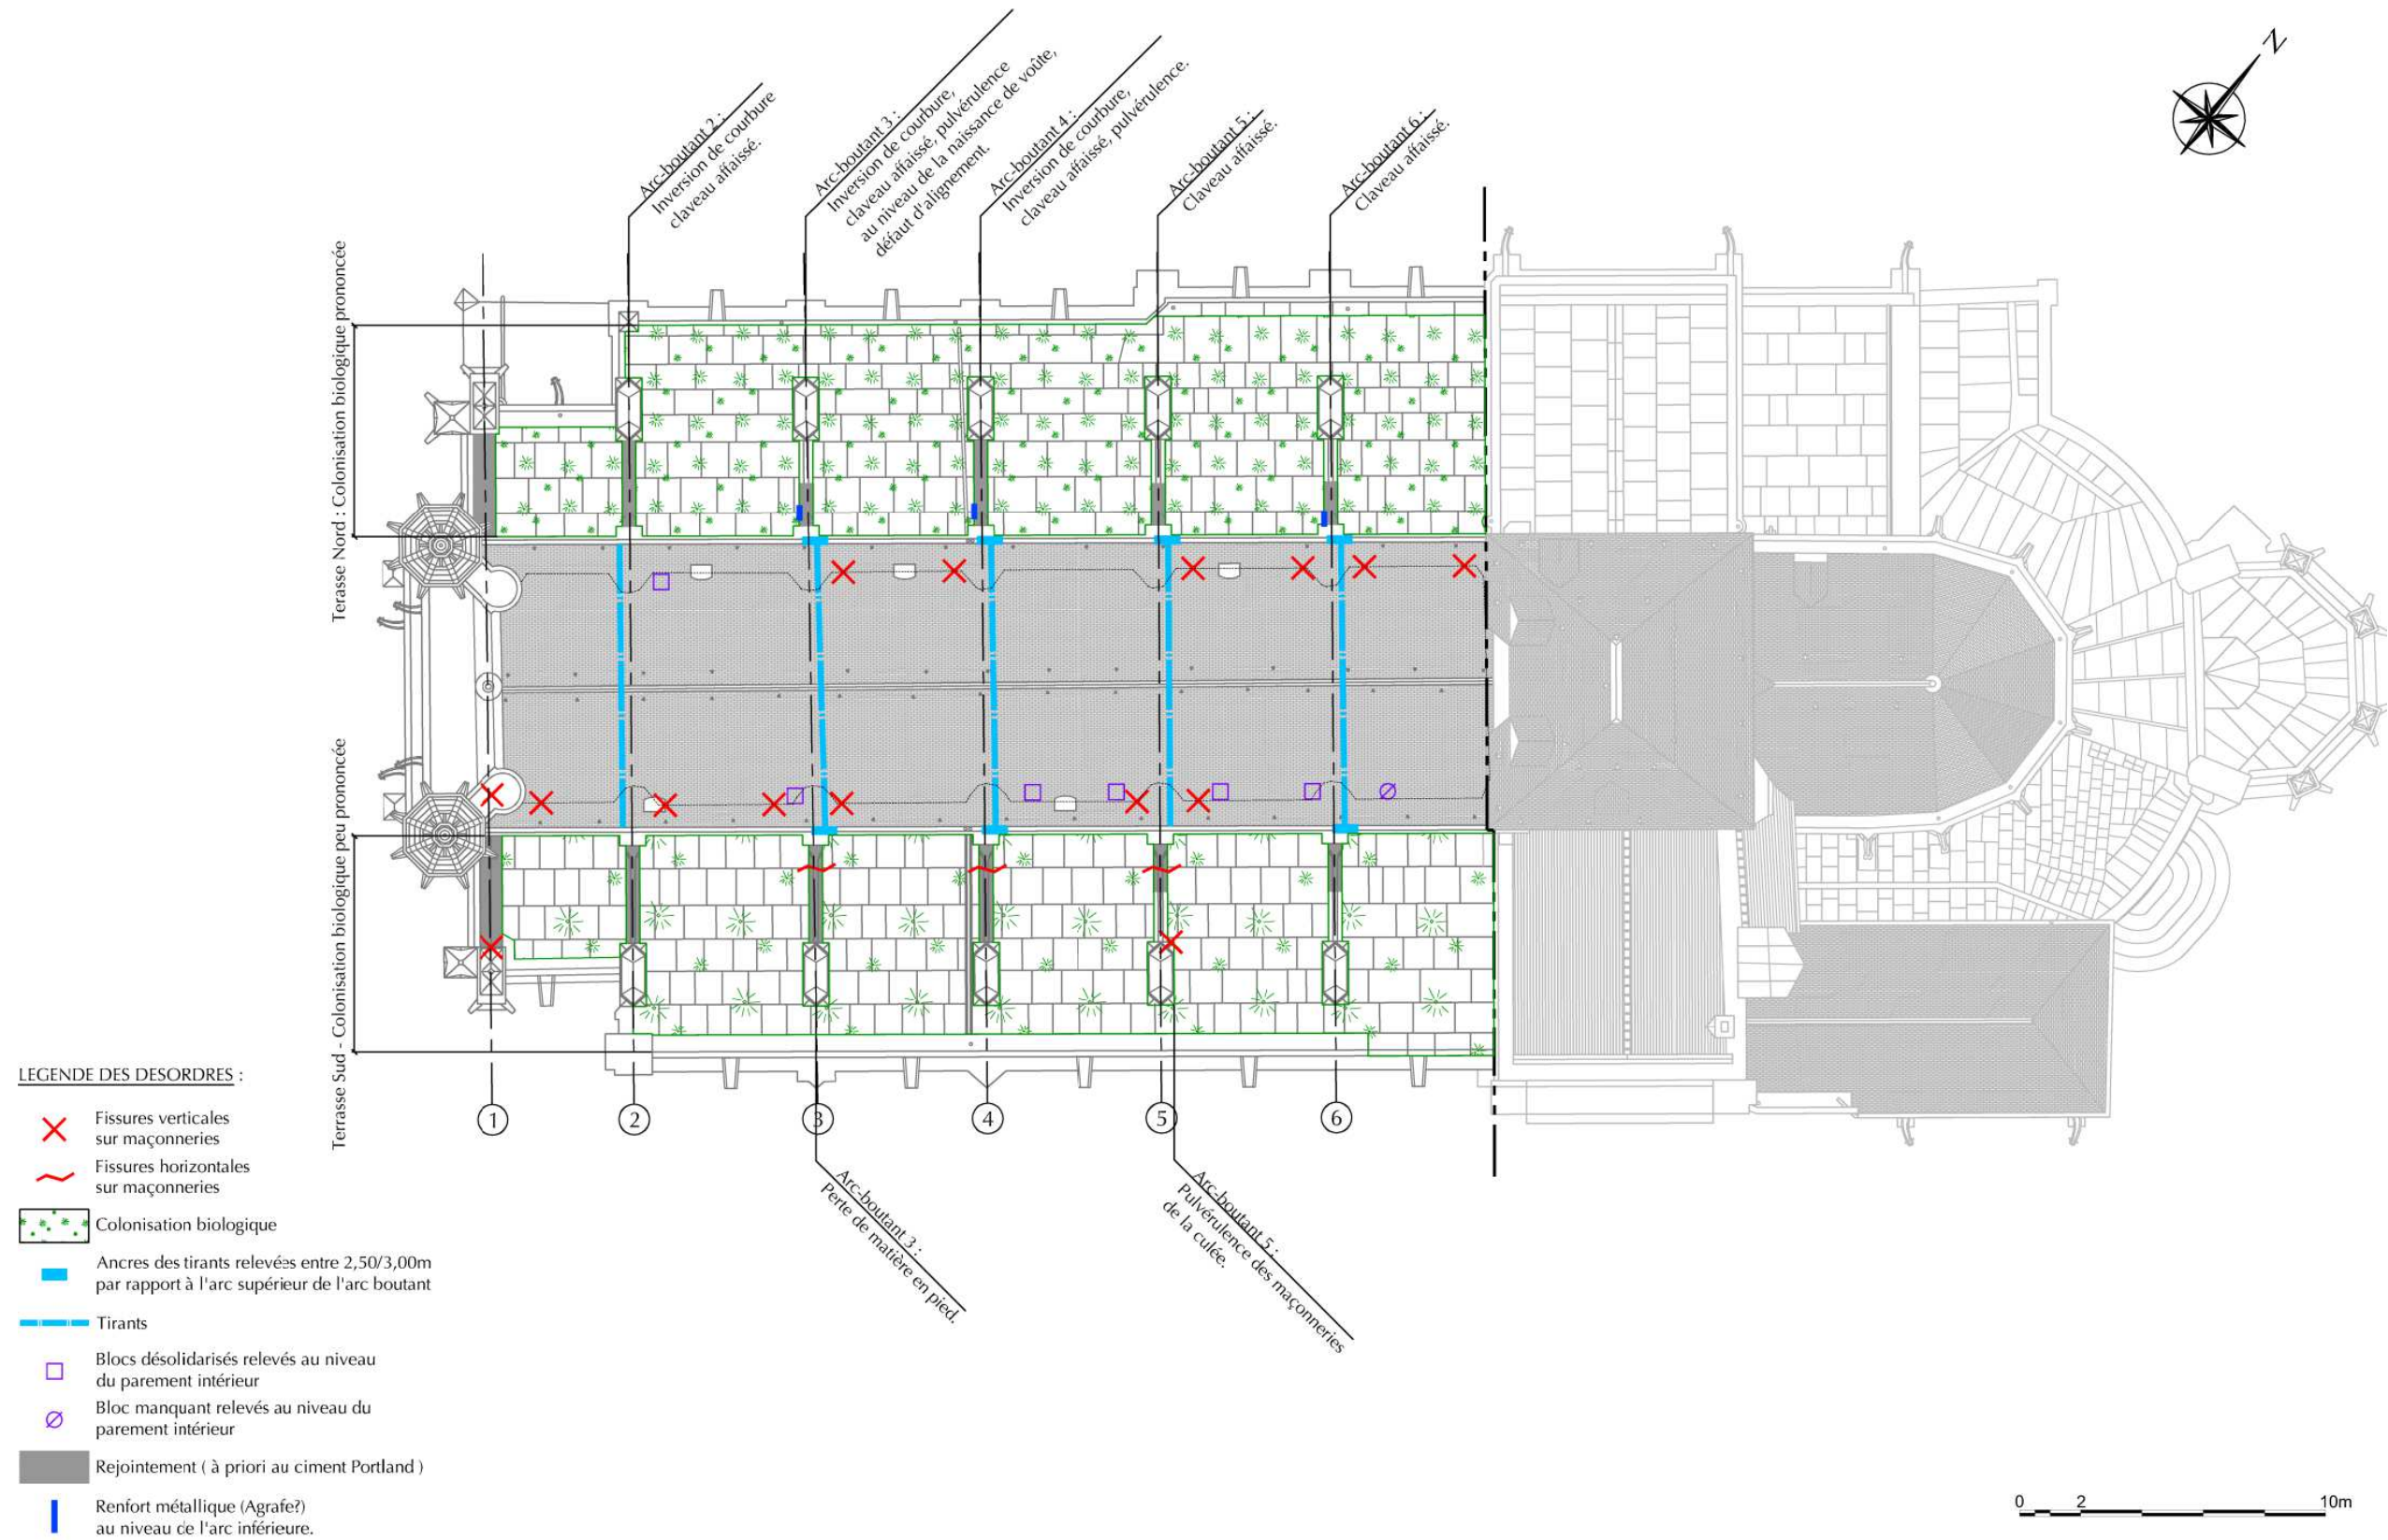 N
Arc-boutant 2 :
Inversion de courbure
claveau affaissé.
Arc-boutant 3 :
Inversion de courbure,
claveau affaissé, pulvérulence
au niveau de la naissance de voûte,
défaut d'alignement.
Arc-boutant 4 :
Inversion de courbure,
claveau affaissé, pulvérulence.
Arc-boutant 5 :
Claveau affaissé.
Arc-boutant 6 :
Claveau affaissé.
Terasse Nord : Colonisation biologique prononcée
Terrasse Sud - Colonisation biologique peu prononcée
1
2
3
4
5
6
Arc-boutant 3 :
Perte de matière en pied.
Arc-boutant 5 :
Pulvérulence des maçonneries
de la culée.
LEGENDE DES DESORDRES :
Fissures verticales
sur maçonneries
Fissures horizontales
sur maçonneries
Colonisation biologique
Ancres des tirants relevées entre 2,50/3,00m
par rapport à l'arc supérieur de l'arc boutant
Tirants
Blocs désolidarisés relevés au niveau
du parement intérieur
Bloc manquant relevés au niveau du
parement intérieur
Rejointement ( à priori au ciment Portland )
Renfort métallique (Agrafe?)
au niveau de l'arc inférieure.
0 2 10m